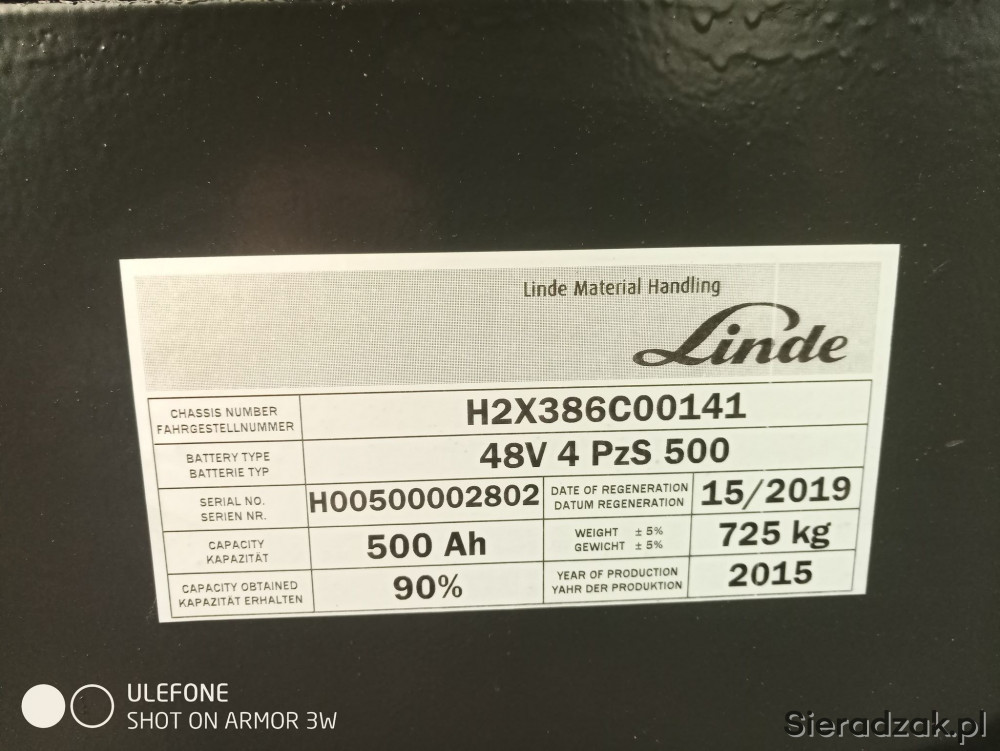 Linde Material Handling
Linde
CHASSIS NUMBER
FAHRGESTELLNUMMER
H2X386C00141
BATTERY TYPE
BATTERIE TYP
48V 4 PzS 500
SERIAL NO.
SERIEN NR.
H00500002802
DATE OF REGENERATION
DATUM REGENERATION
15/2019
CAPACITY
KAPAZITÄT
500 Ah
WEIGHT ± 5%
GEWICHT ± 5%
725 kg
CAPACITY OBTAINED
KAPAZITÄT ERHALTEN
90%
YEAR OF PRODUCTION
YAHR DER PRODUKTION
2015
ULEFONE
SHOT ON ARMOR 3W
Sieradzak.pl